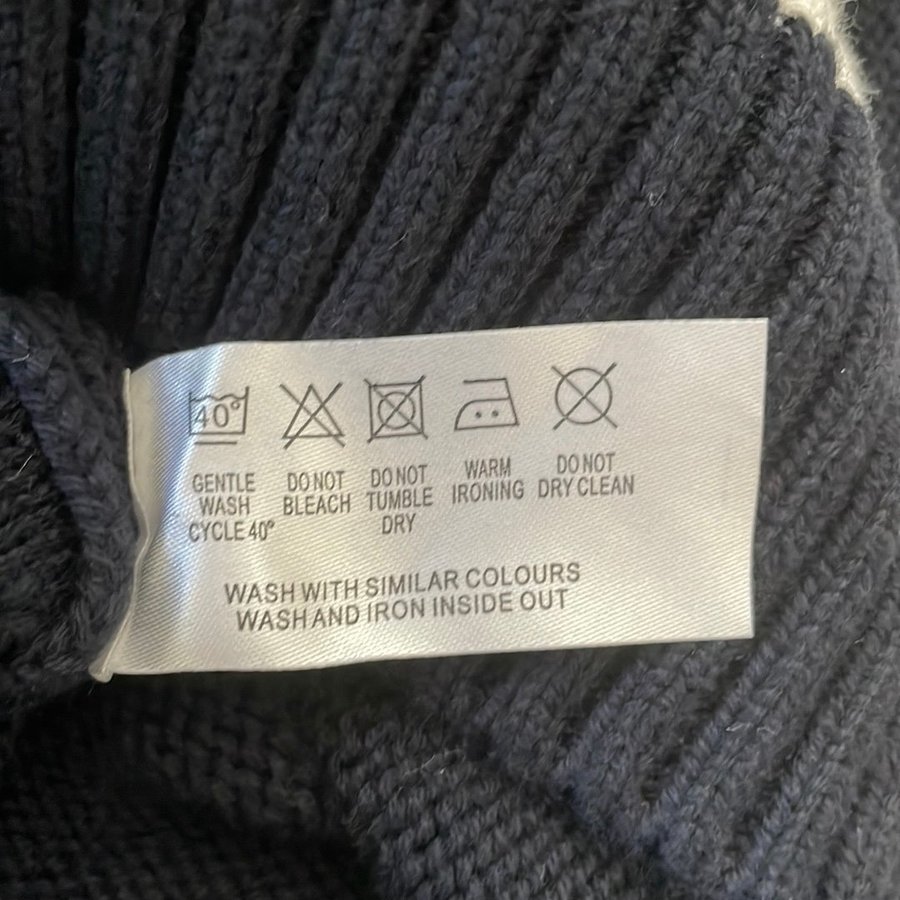 40°
GENTLE
WASH
CYCLE 40°
DO NOT
BLEACH
DO NOT
TUMBLE
DRY
WARM
IRONING
DO NOT
DRY CLEAN
WASH WITH SIMILAR COLOURS
WASH AND IRON INSIDE OUT